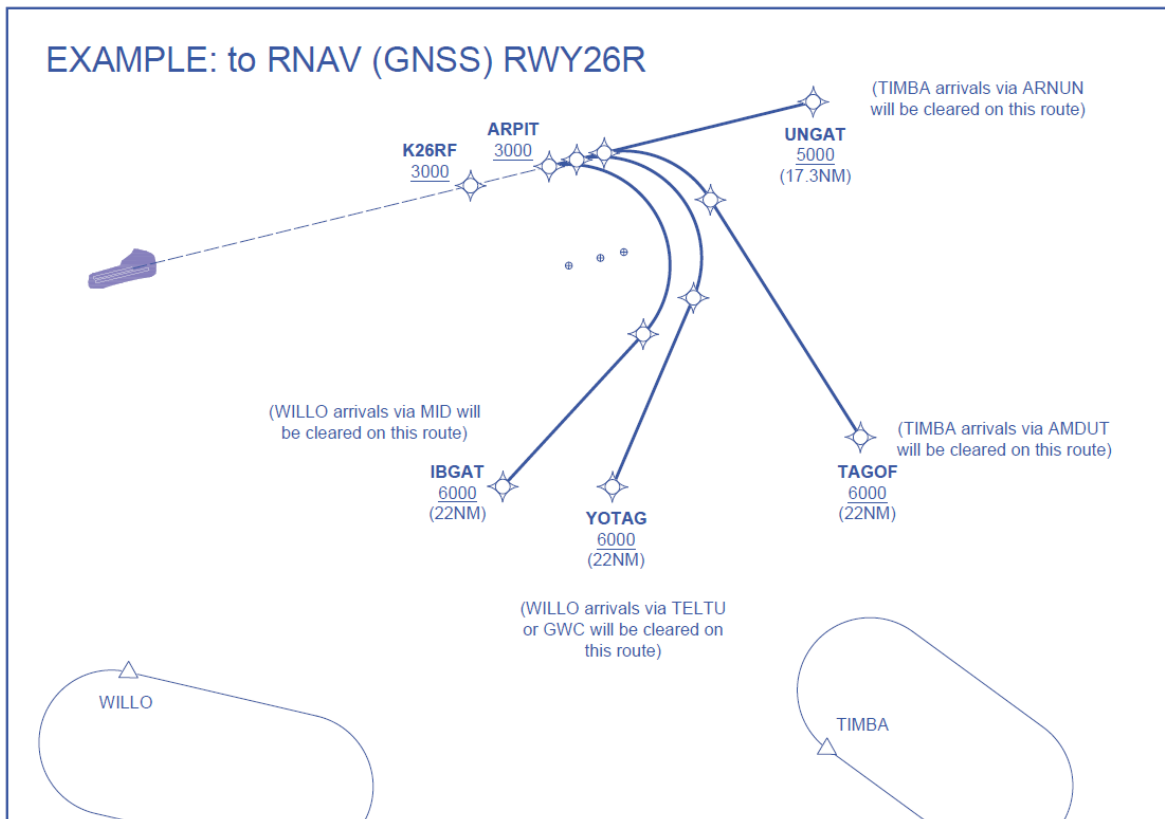 EXAMPLE: to RNAV (GNSS) RWY26R
(TIMBA arrivals via ARNUN
will be cleared on this route)
ARPIT
3000
K26RF
3000
UNGAT
5000
(17.3NM)
(WILLO arrivals via MID will
be cleared on this route)
IBGAT
6000
(22NM)
YOTAG
6000
(22NM)
(TIMBA arrivals via AMDUT
will be cleared on this route)
TAGOF
6000
(22NM)
(WILLO arrivals via TELTU
or GWC will be cleared on
this route)
WILLO
TIMBA